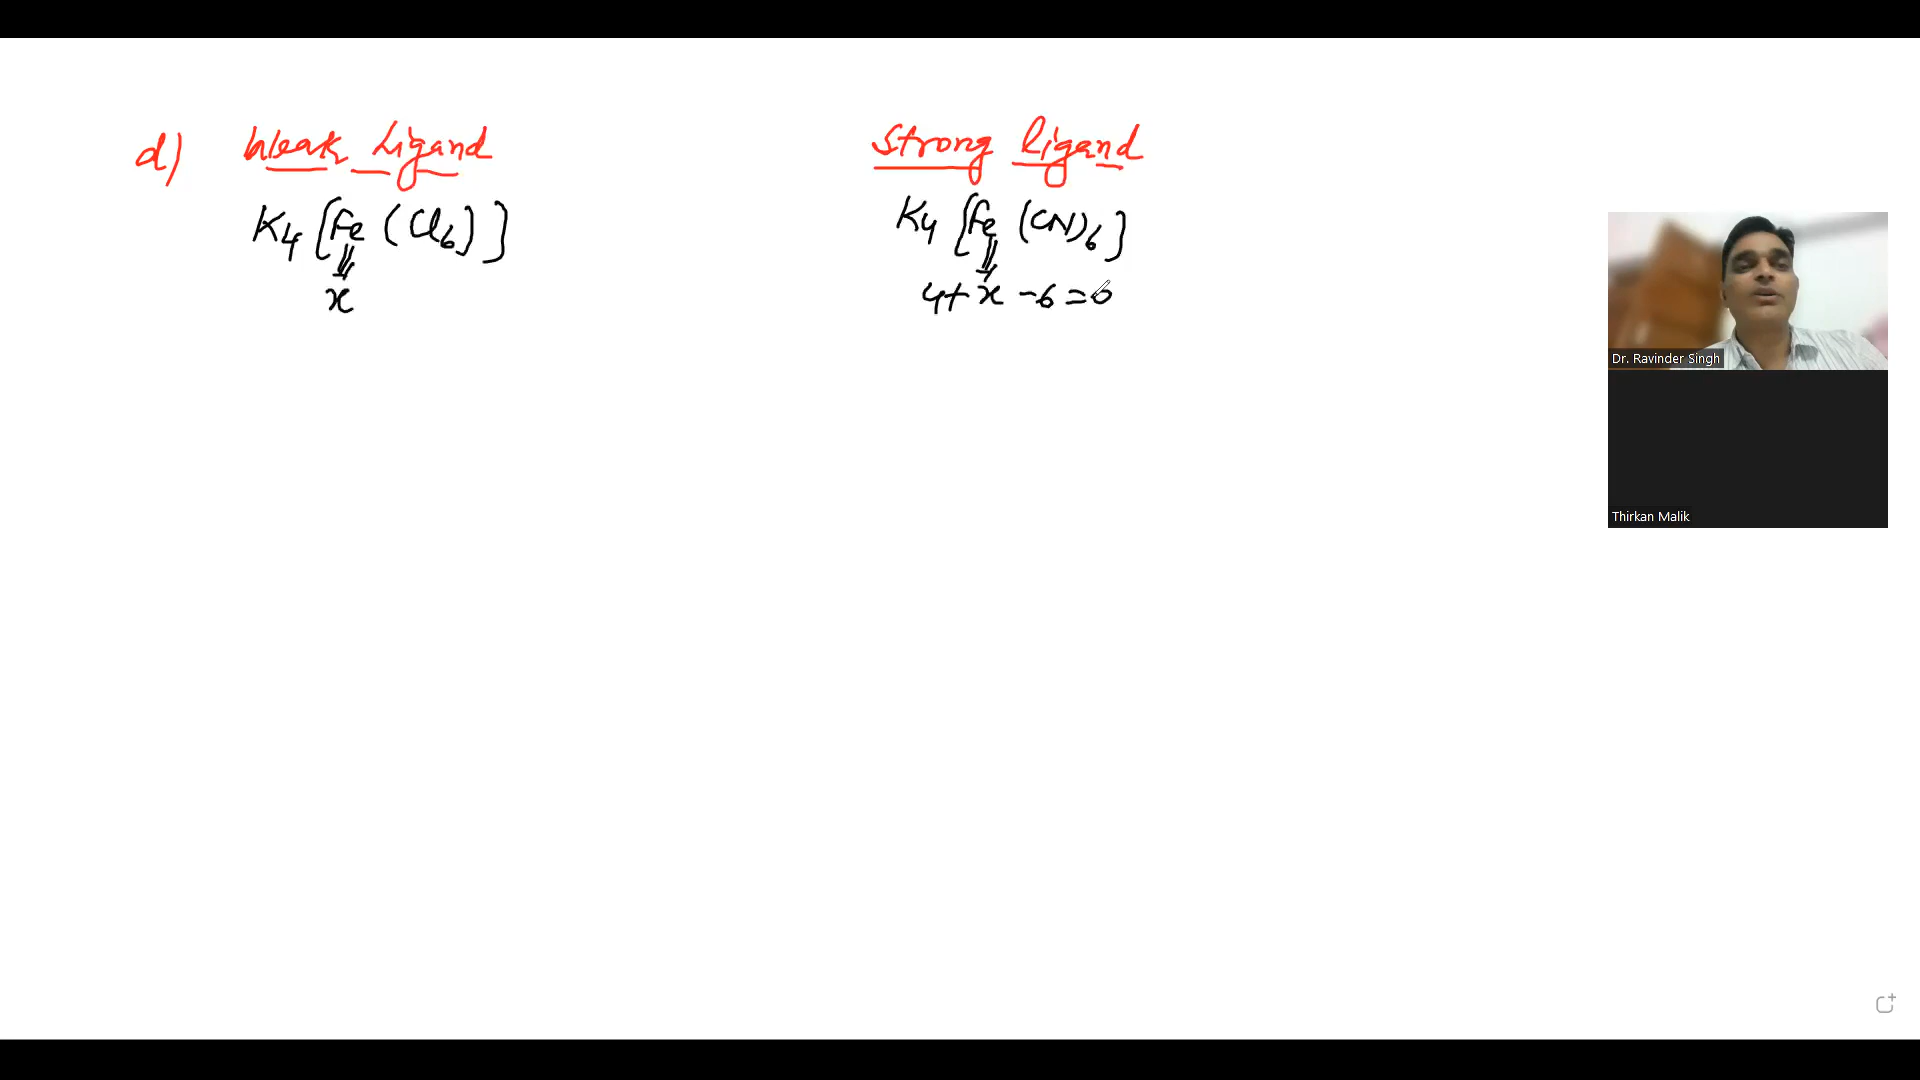 d) Weak Ligand
K₄ [Fe (Cl₆)]
x
Strong ligand
K₄ [Fe (CN)₆]
4+ x -6 = 0
Dr. Ravinder Singh
Thirkan Malik